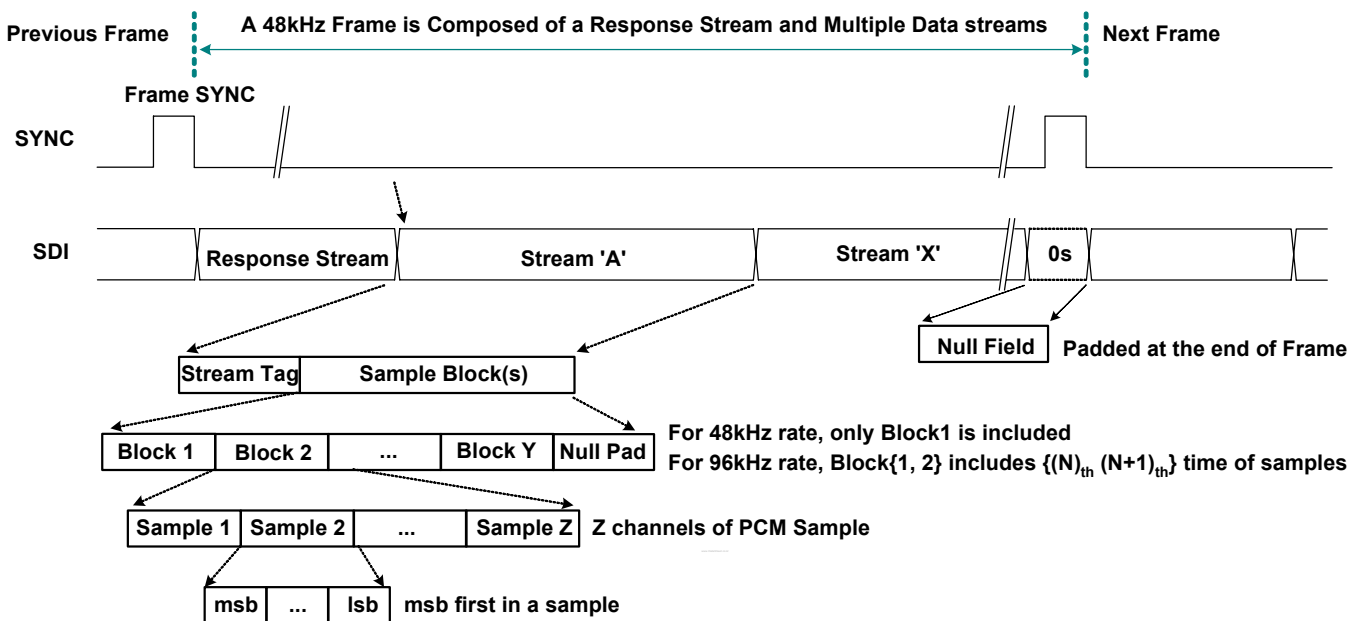 A 48kHz Frame is Composed of a Response Stream and Multiple Data streams
Previous Frame
Next Frame
Frame SYNC
SYNC
SDI
Response Stream
Stream 'A'
Stream 'X'
0s
Null Field
Padded at the end of Frame
Stream Tag
Sample Block(s)
Block 1
Block 2
...
Block Y
Null Pad
For 48kHz rate, only Block1 is included
For 96kHz rate, Block{1, 2} includes {(N)th (N+1)th} time of samples
Sample 1
Sample 2
...
Sample Z
Z channels of PCM Sample
msb
...
lsb
msb first in a sample